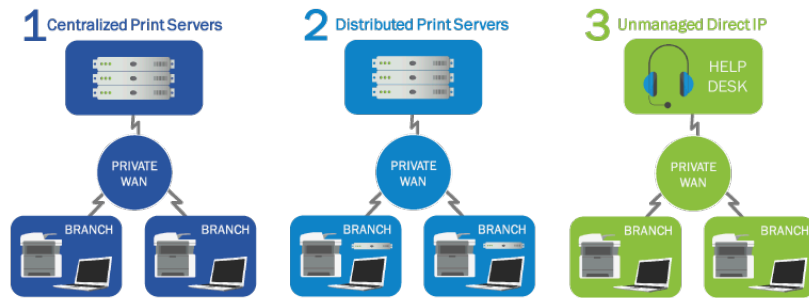 1 Centralized Print Servers
PRIVATE
WAN
BRANCH
BRANCH
2 Distributed Print Servers
PRIVATE
WAN
BRANCH
BRANCH
3 Unmanaged Direct IP
HELP
DESK
PRIVATE
WAN
BRANCH
BRANCH